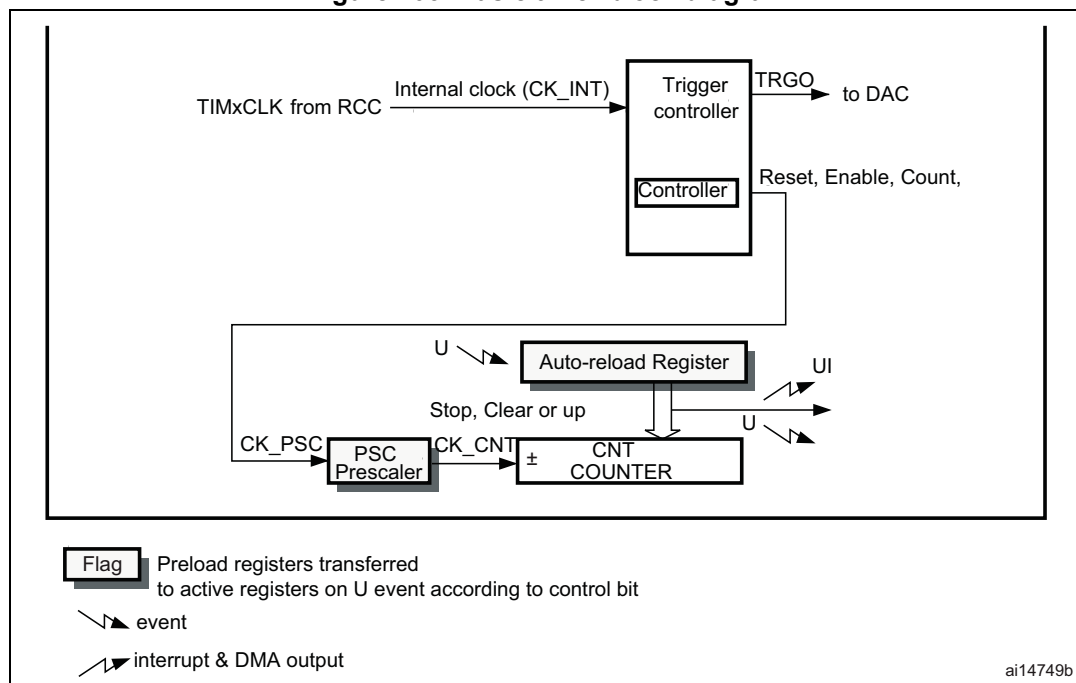 Internal clock (CK_INT)
TIMxCLK from RCC
Trigger
controller
TRGO
to DAC
Controller
Reset, Enable, Count,
U
Auto-reload Register
UI
Stop, Clear or up
U
CK_PSC
PSC
Prescaler
CK_CNT
±
CNT
COUNTER
Flag
Preload registers transferred
to active registers on U event according to control bit
event
interrupt & DMA output
ai14749b